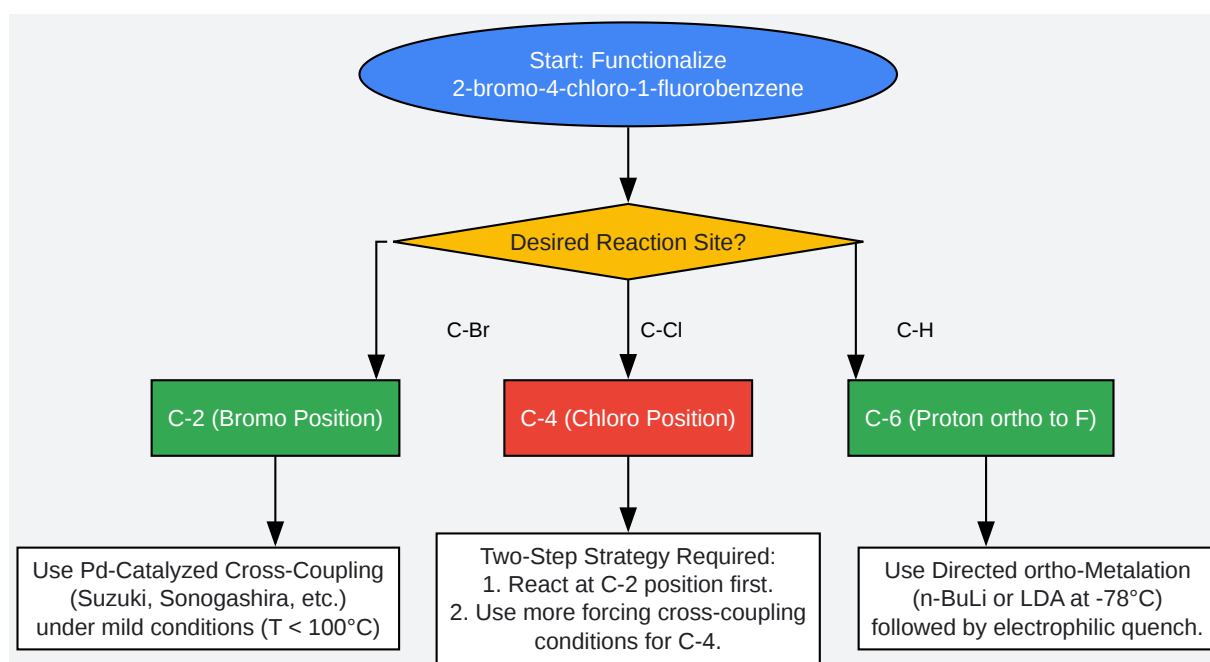 Start: Functionalize
2-bromo-4-chloro-1-fluorobenzene
Desired Reaction Site?
C-Br
C-Cl
C-H
C-2 (Bromo Position)
C-4 (Chloro Position)
C-6 (Proton ortho to F)
Use Pd-Catalyzed Cross-Coupling
(Suzuki, Sonogashira, etc.)
under mild conditions (T < 100°C)
Two-Step Strategy Required:
1. React at C-2 position first.
2. Use more forcing cross-coupling
conditions for C-4.
Use Directed ortho-Metalation
(n-BuLi or LDA at -78°C)
followed by electrophilic quench.